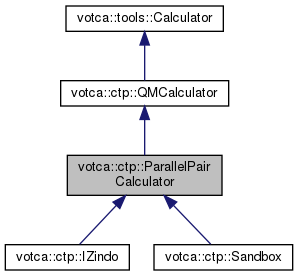 votca::tools::Calculator
votca::ctp::QMCalculator
votca::ctp::ParallelPair
Calculator
votca::ctp::IZindo
votca::ctp::Sandbox